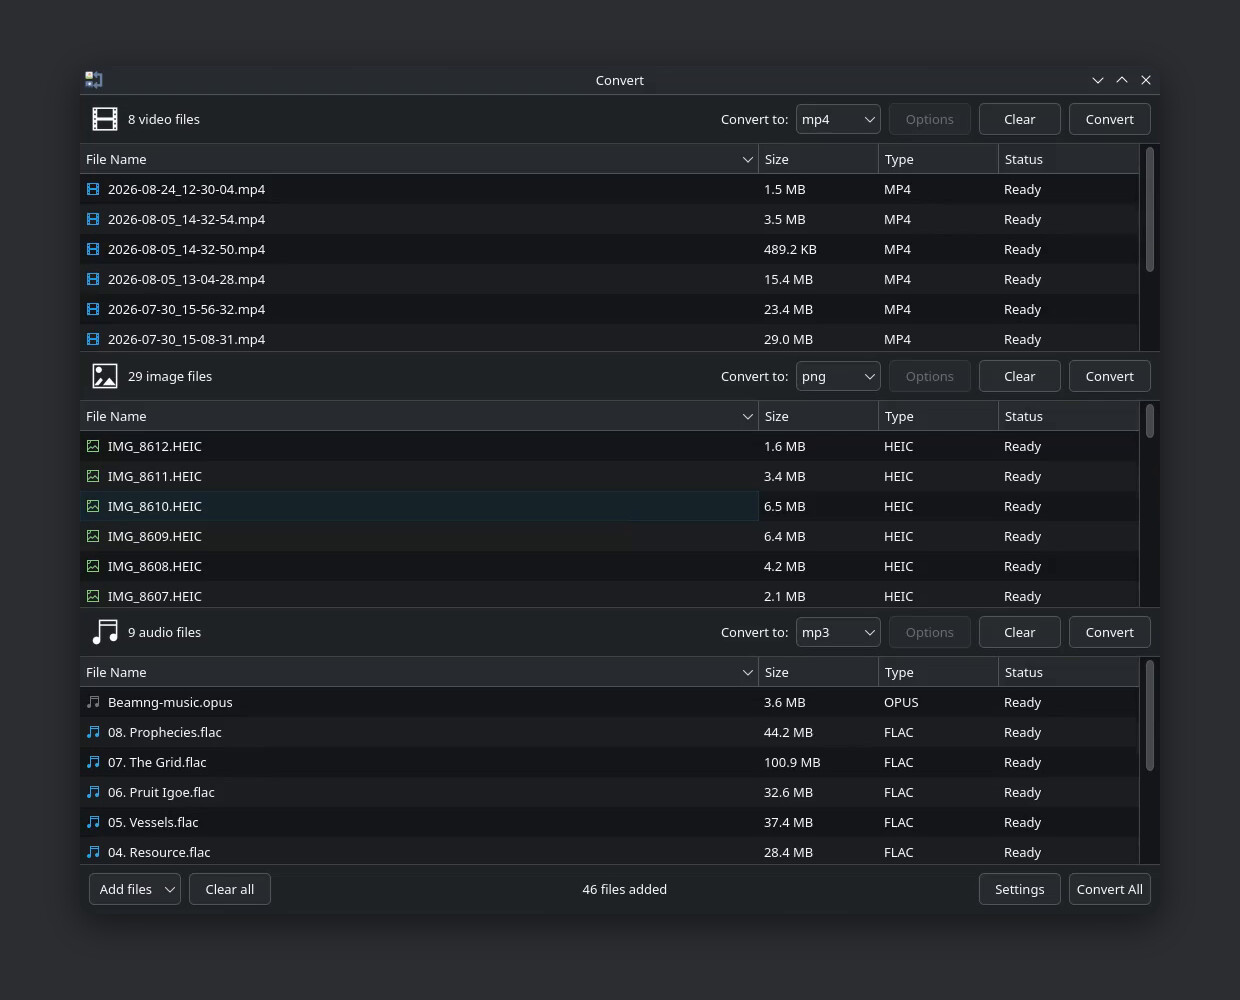 Convert
8 video files Convert to: mp4 Options Clear Convert
File Name Size Type Status
2026-08-24_12-30-04.mp4 1.5 MB MP4 Ready
2026-08-05_14-32-54.mp4 3.5 MB MP4 Ready
2026-08-05_14-32-50.mp4 489.2 KB MP4 Ready
2026-08-05_13-04-28.mp4 15.4 MB MP4 Ready
2026-07-30_15-56-32.mp4 23.4 MB MP4 Ready
2026-07-30_15-08-31.mp4 29.0 MB MP4 Ready
29 image files Convert to: png Options Clear Convert
File Name Size Type Status
IMG_8612.HEIC 1.6 MB HEIC Ready
IMG_8611.HEIC 3.4 MB HEIC Ready
IMG_8610.HEIC 6.5 MB HEIC Ready
IMG_8609.HEIC 6.4 MB HEIC Ready
IMG_8608.HEIC 4.2 MB HEIC Ready
IMG_8607.HEIC 2.1 MB HEIC Ready
9 audio files Convert to: mp3 Options Clear Convert
File Name Size Type Status
Beamng-music.opus 3.6 MB OPUS Ready
08. Prophecies.flac 44.2 MB FLAC Ready
07. The Grid.flac 100.9 MB FLAC Ready
06. Pruit Igoe.flac 32.6 MB FLAC Ready
05. Vessels.flac 37.4 MB FLAC Ready
04. Resource.flac 28.4 MB FLAC Ready
Add files Clear all 46 files added Settings Convert All